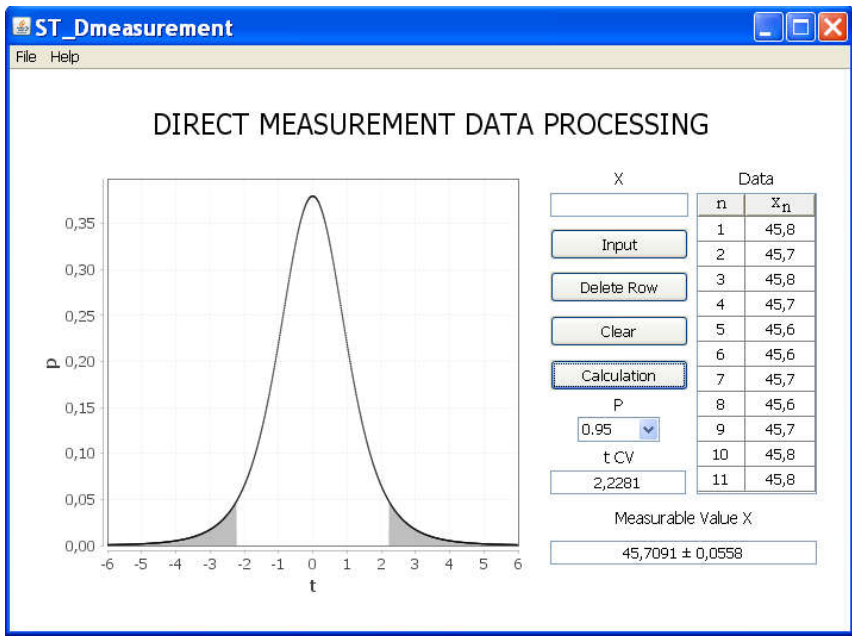 ST_Dmeasurement
File Help
DIRECT MEASUREMENT DATA PROCESSING
p
0,35
0,30
0,25
0,20
0,15
0,10
0,05
0,00
-6 -5 -4 -3 -2 -1 0 1 2 3 4 5 6
t
X
Input
Delete Row
Clear
Calculation
P
0.95
t CV
2,2281
Data
n Xn
1 45,8
2 45,7
3 45,8
4 45,7
5 45,6
6 45,6
7 45,7
8 45,6
9 45,7
10 45,8
11 45,8
Measurable Value X
45,7091 ± 0,0558